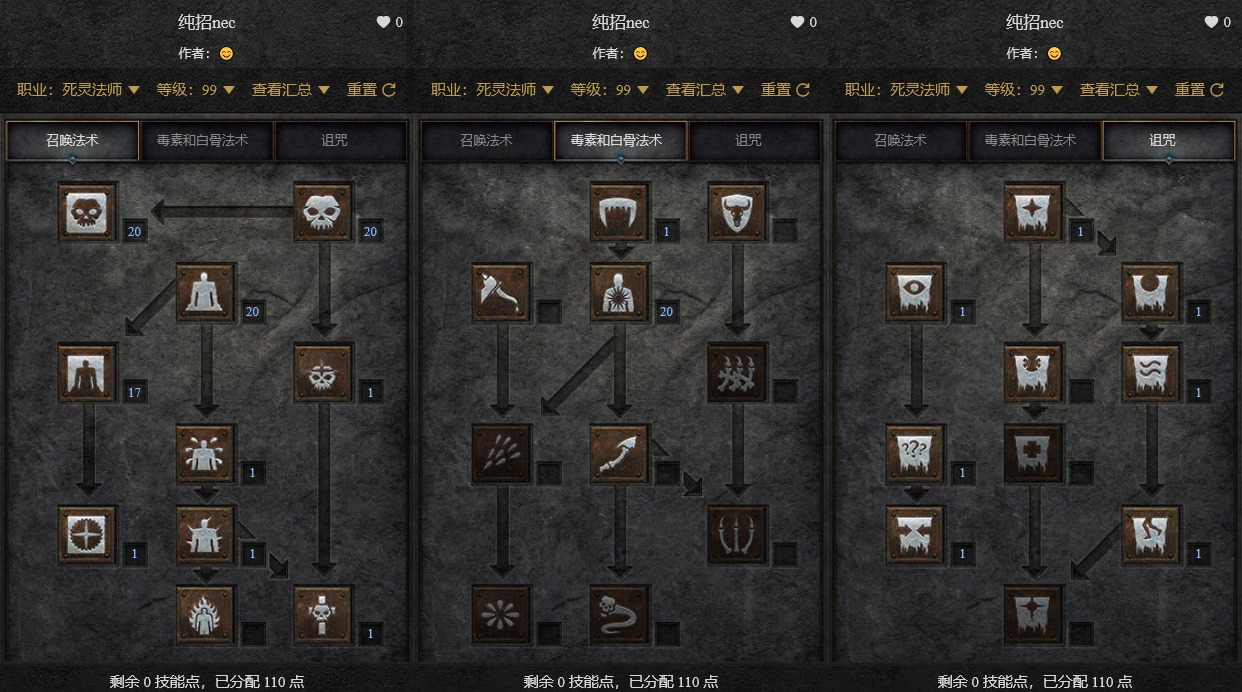 纯招nec
0
作者：
职业：死灵法师 等级：99 查看汇总 重置
召唤法术 毒素和白骨法术 诅咒
20 20
20
17 1
1
1 1
1
剩余 0 技能点，已分配 110 点
纯招nec
0
作者：
职业：死灵法师 等级：99 查看汇总 重置
召唤法术 毒素和白骨法术 诅咒
1
20
剩余 0 技能点，已分配 110 点
纯招nec
0
作者：
职业：死灵法师 等级：99 查看汇总 重置
召唤法术 毒素和白骨法术 诅咒
1
1 1
1
???
1
1 1
剩余 0 技能点，已分配 110 点